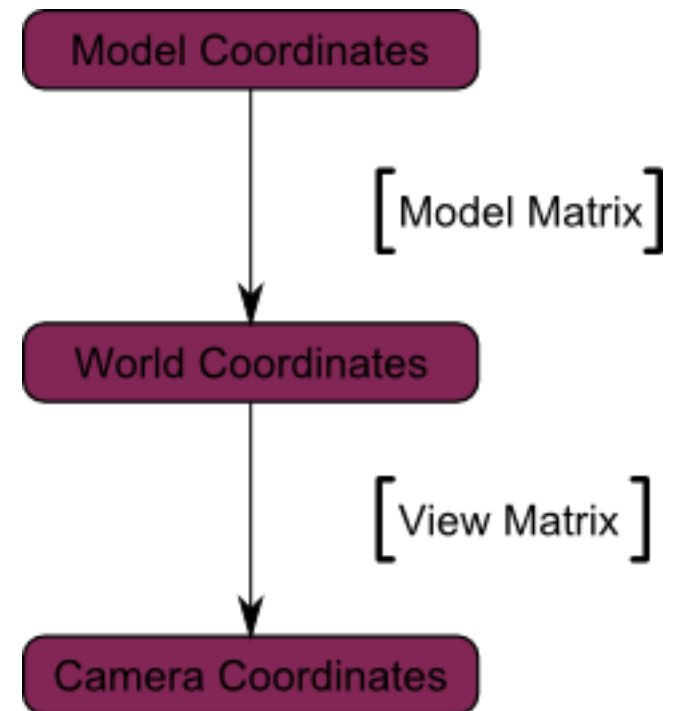 Model Coordinates
[Model Matrix]
World Coordinates
[View Matrix]
Camera Coordinates